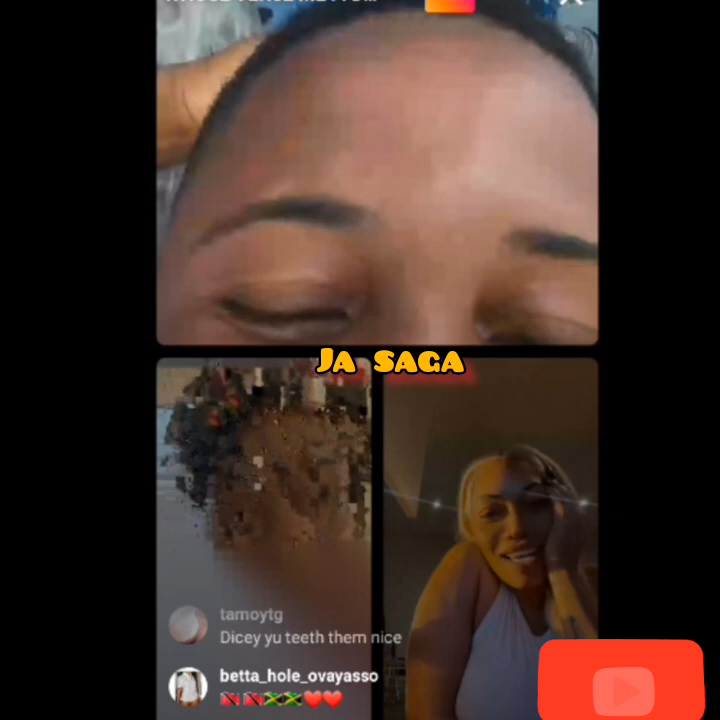 JA SAGA
tamoytg
Dicey yu teeth them nice
betta_hole_ovayasso
🇹🇹🇹🇹🇯🇲🇯🇲❤️❤️